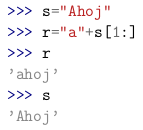 >>> s="Ahoj"
>>> r="a"+s[1:]
>>> r
'ahoj'
>>> s
'Ahoj'